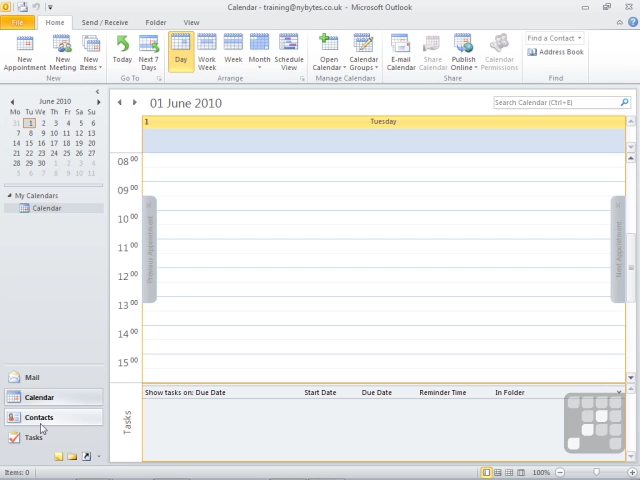 Calendar - training@nybytes.co.uk - Microsoft Outlook
File Home Send / Receive Folder View
New Appointment
New Meeting
New Items
Today
Next 7 Days
Day
Work Week
Week
Month
Schedule View
Open Calendar
Calendar Groups
E-mail Calendar
Share Calendar
Publish Online
Calendar Permissions
Find a Contact
Address Book
New Go To Arrange Manage Calendars Share Find
June 2010
Mo Tu We Th Fr Sa Su
31 1 2 3 4 5 6
7 8 9 10 11 12 13
14 15 16 17 18 19 20
21 22 23 24 25 26 27
28 29 30 1 2 3 4
5 6 7 8 9 10 11
My Calendars
Calendar
Mail
Calendar
Contacts
Tasks
01 June 2010
Search Calendar (Ctrl+E)
1 Tuesday
08 00
09 00
10 00
11 00
12 00
13 00
14 00
15 00
Previous Appointment
Next Appointment
Show tasks on: Due Date Start Date Due Date Reminder Time In Folder
Tasks
Items: 0
100%